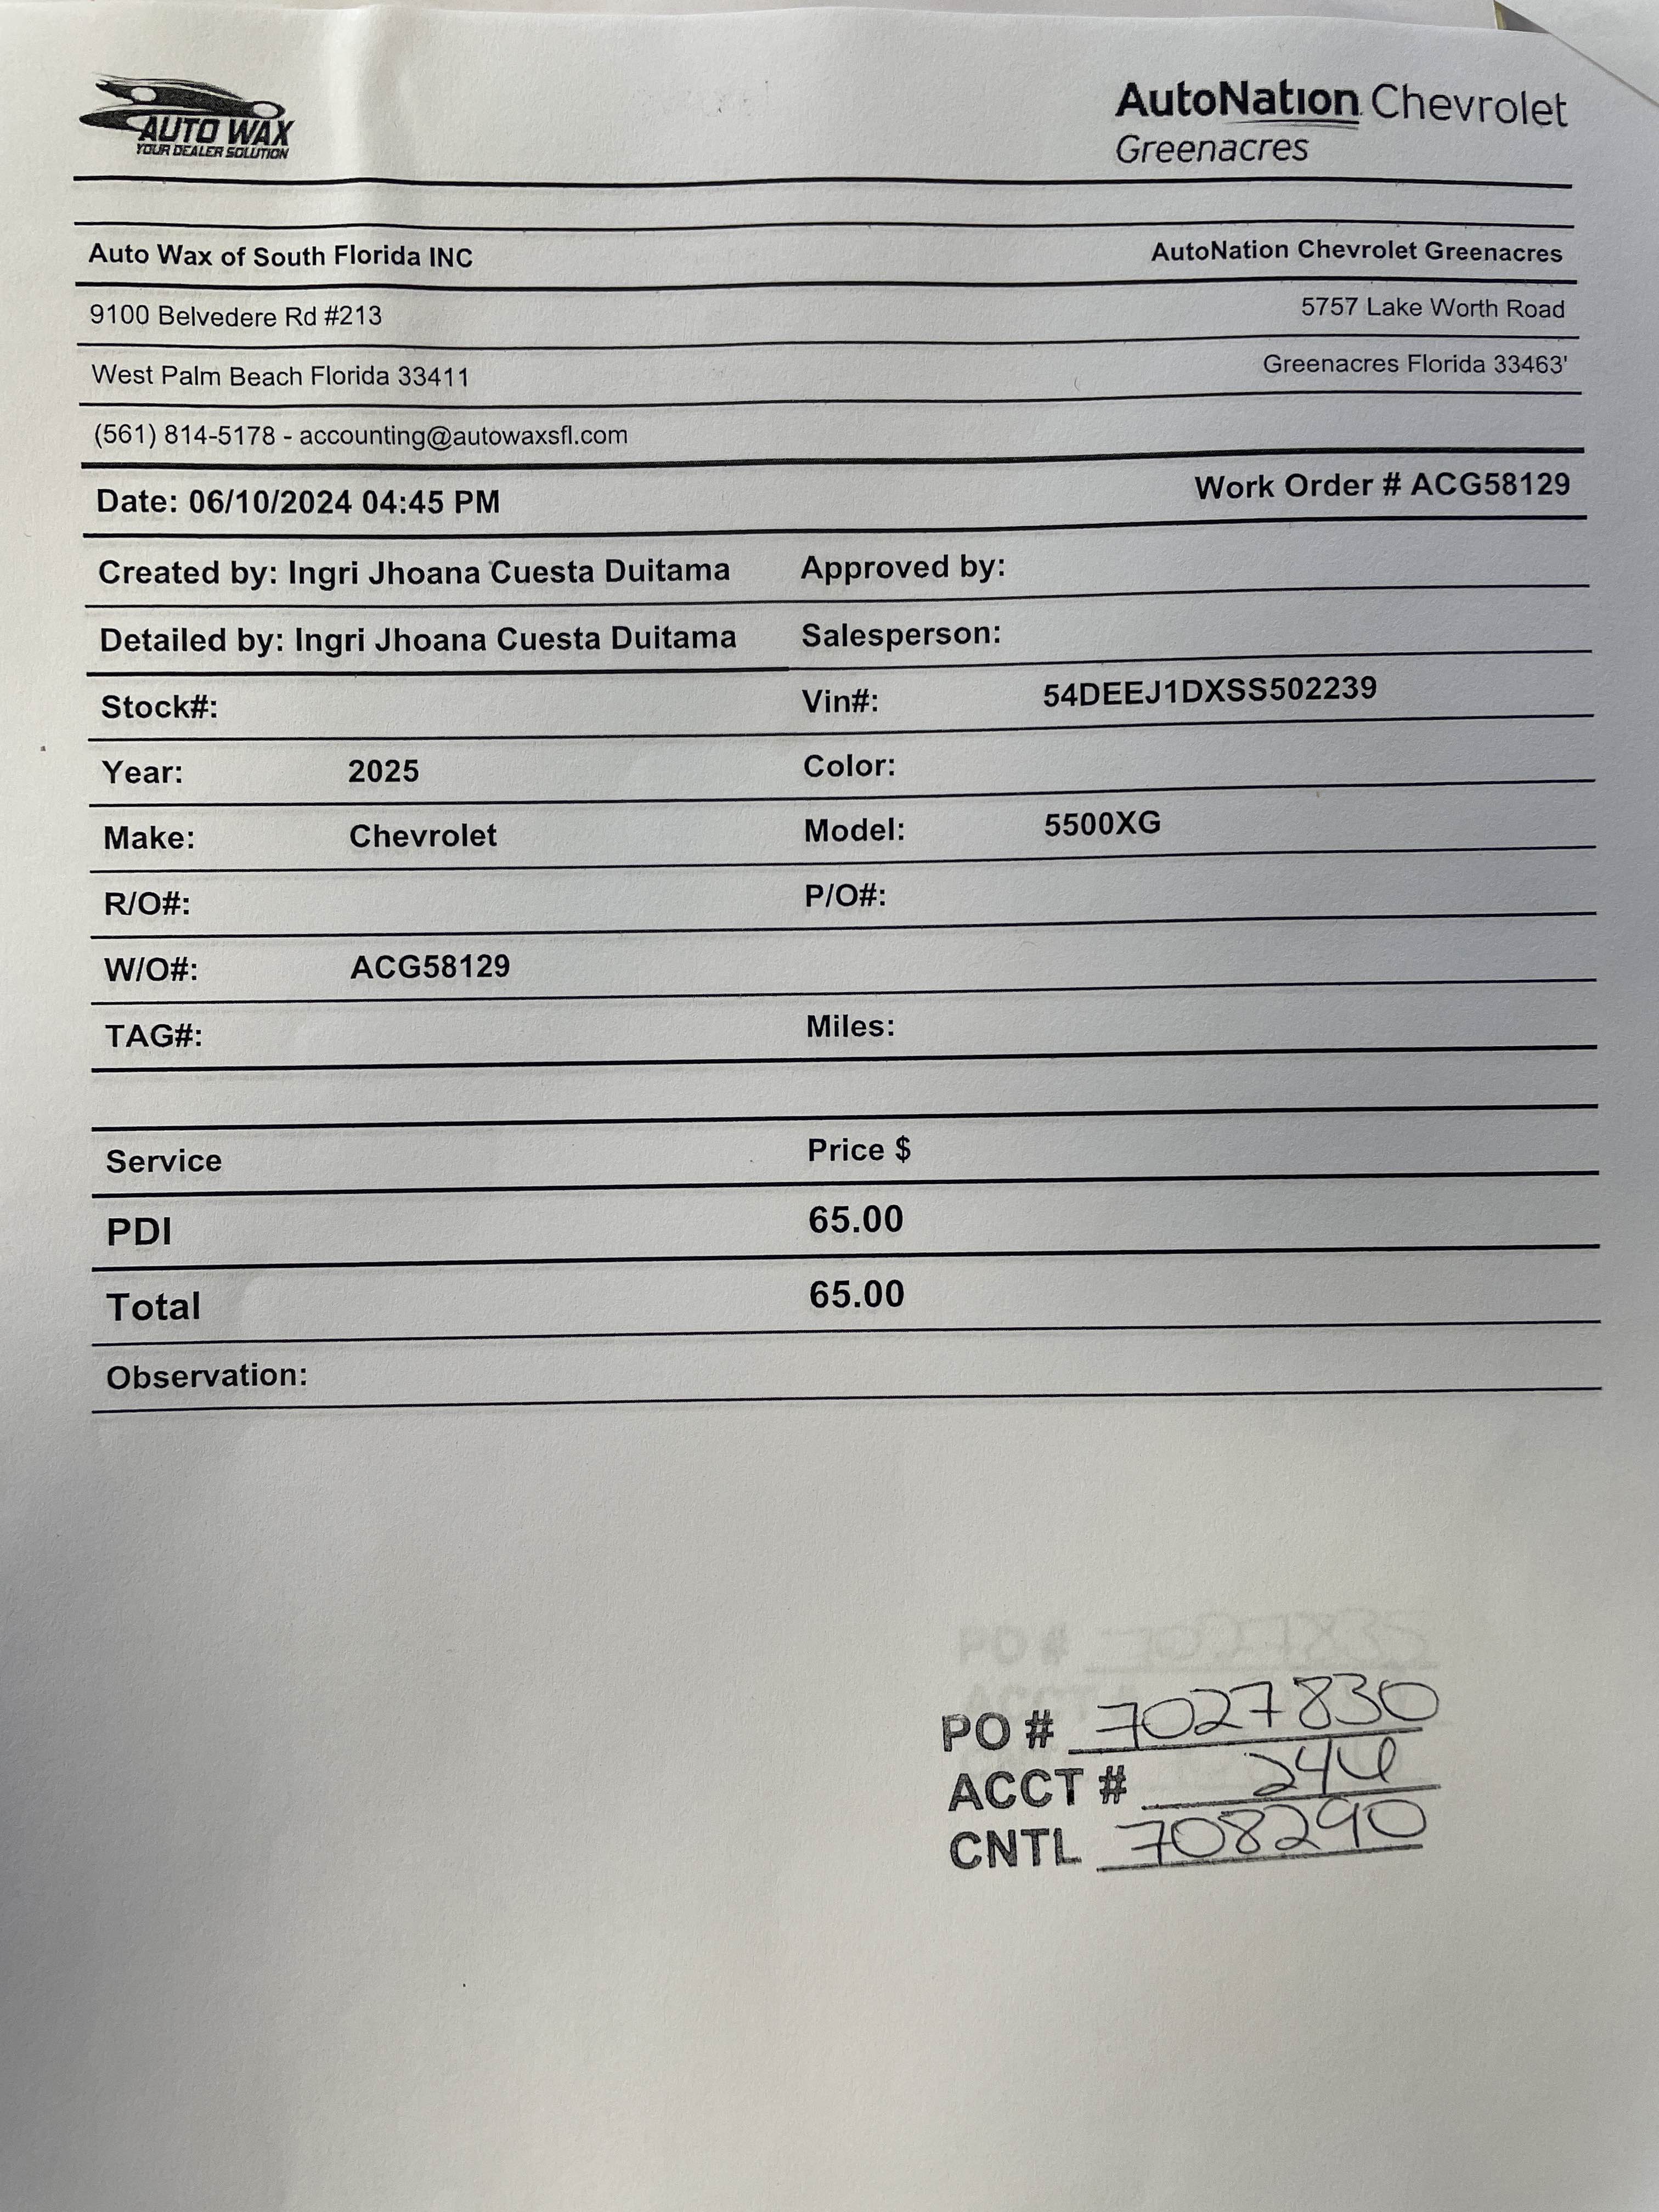 AUTO WAX
YOUR DEALER SOLUTION
AutoNation Chevrolet
Greenacres
Auto Wax of South Florida INC
AutoNation Chevrolet Greenacres
9100 Belvedere Rd #213
5757 Lake Worth Road
West Palm Beach Florida 33411
Greenacres Florida 33463'
(561) 814-5178 - accounting@autowaxsfl.com
Date: 06/10/2024 04:45 PM
Work Order # ACG58129
Created by: Ingri Jhoana Cuesta Duitama Approved by:
Detailed by: Ingri Jhoana Cuesta Duitama Salesperson:
Stock#: Vin#: 54DEEJ1DXSS502239
Year: 2025 Color:
Make: Chevrolet Model: 5500XG
R/O#: P/O#:
W/O#: ACG58129
TAG#: Miles:
Service Price $
PDI 65.00
Total 65.00
Observation:
PO # 7027830
ACCT #
CNTL 708290